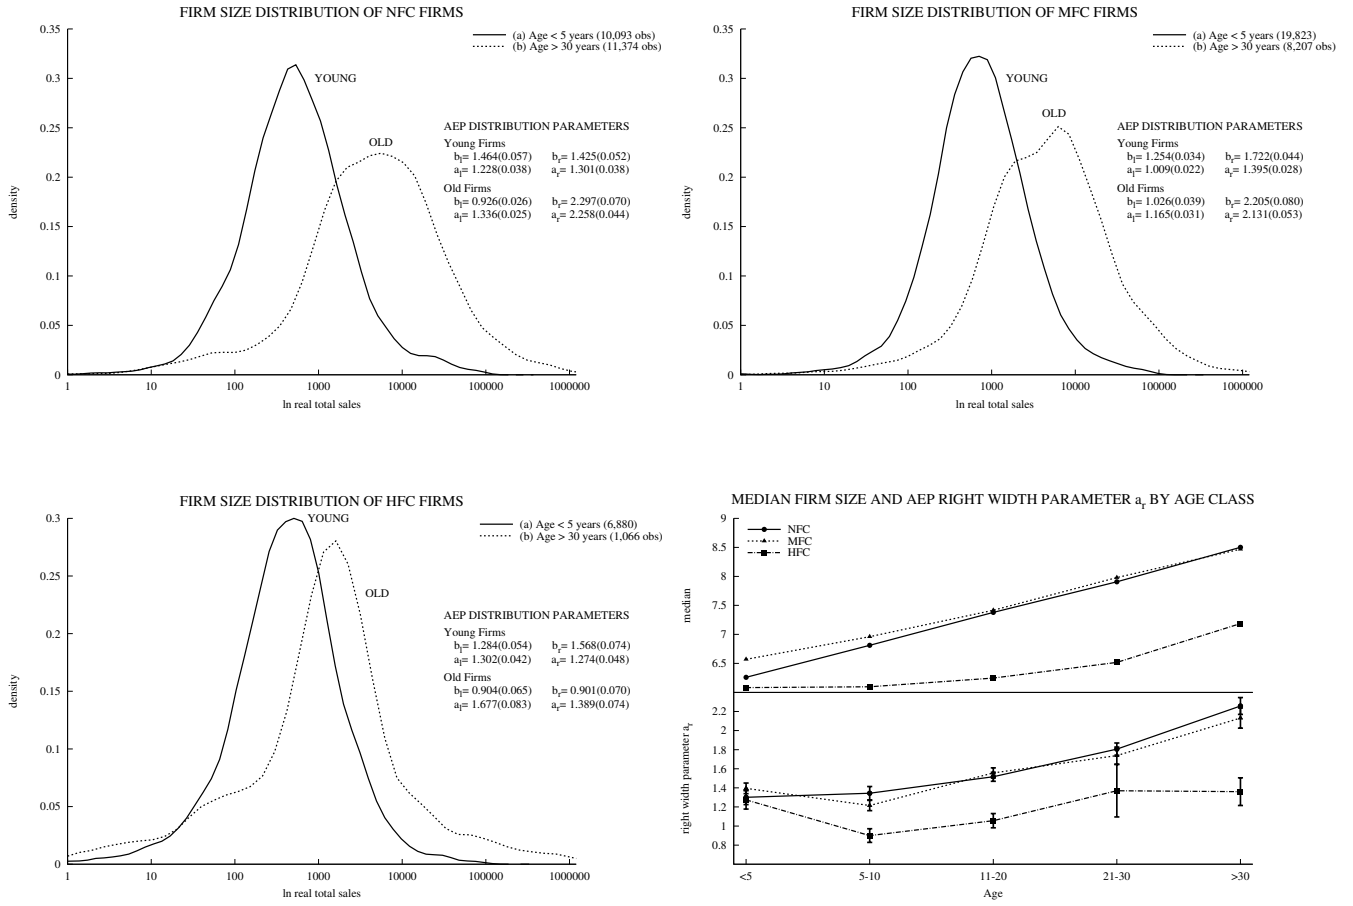 FIRM SIZE DISTRIBUTION OF NFC FIRMS
(a) Age < 5 years (10,093 obs)
(b) Age > 30 years (11,374 obs)
YOUNG
OLD
AEP DISTRIBUTION PARAMETERS
Young Firms
bl= 1.464(0.057) br= 1.425(0.052)
al= 1.228(0.038) ar= 1.301(0.038)
Old Firms
bl= 0.926(0.026) br= 2.297(0.070)
al= 1.336(0.025) ar= 2.258(0.044)
0.35
0.3
0.25
0.2
0.15
0.1
0.05
0
density
1 10 100 1000 10000 100000 1000000
ln real total sales
FIRM SIZE DISTRIBUTION OF MFC FIRMS
(a) Age < 5 years (19,823)
(b) Age > 30 years (8,207 obs)
YOUNG
OLD
AEP DISTRIBUTION PARAMETERS
Young Firms
bl= 1.254(0.034) br= 1.722(0.044)
al= 1.009(0.022) ar= 1.395(0.028)
Old Firms
bl= 1.026(0.039) br= 2.205(0.080)
al= 1.165(0.031) ar= 2.131(0.053)
0.35
0.3
0.25
0.2
0.15
0.1
0.05
0
density
1 10 100 1000 10000 100000 1000000
ln real total sales
FIRM SIZE DISTRIBUTION OF HFC FIRMS
(a) Age < 5 years (6,880)
(b) Age > 30 years (1,066 obs)
YOUNG
OLD
AEP DISTRIBUTION PARAMETERS
Young Firms
bl= 1.284(0.054) br= 1.568(0.074)
al= 1.302(0.042) ar= 1.274(0.048)
Old Firms
bl= 0.904(0.065) br= 0.901(0.070)
al= 1.677(0.083) ar= 1.389(0.074)
0.3
0.25
0.2
0.15
0.1
0.05
0
density
1 10 100 1000 10000 100000 1000000
ln real total sales
MEDIAN FIRM SIZE AND AEP RIGHT WIDTH PARAMETER ar BY AGE CLASS
NFC
MFC
HFC
9
8.5
8
7.5
7
6.5
median
2.2
2
1.8
1.6
1.4
1.2
1
0.8
right width parameter ar
<5 5-10 11-20 21-30 >30
Age